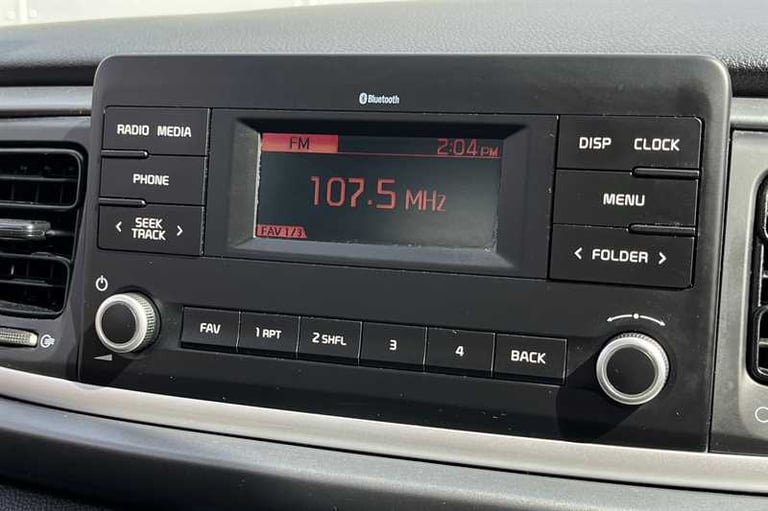 Bluetooth
RADIO MEDIA
PHONE
< SEEK TRACK >
FM 2:04 PM
107.5 MHz
FAV 1/3
DISP CLOCK
MENU
< FOLDER >
FAV 1 RPT 2 SHFL 3 4 BACK